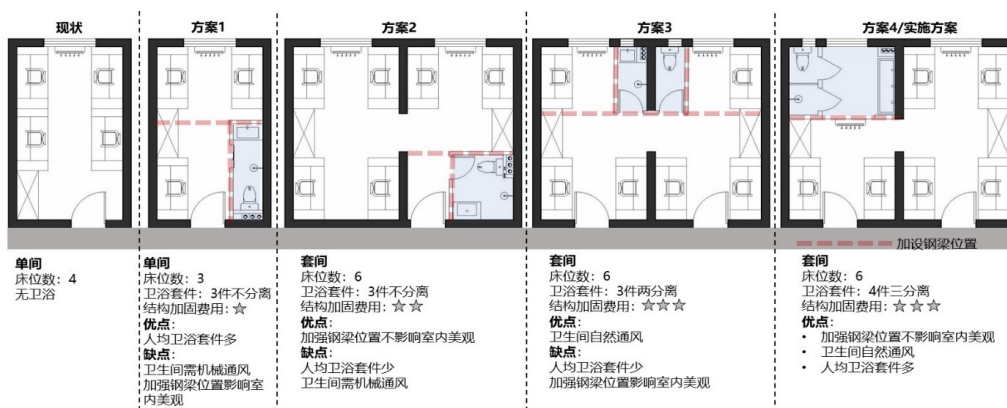 现状
方案1
方案2
方案3
方案4/实施方案
加设钢梁位置
单间
床位数：4
无卫浴
单间
床位数：3
卫浴套件：3件不分离
结构加固费用：☆
优点：
人均卫浴套件多
缺点：
卫生间需机械通风
加强钢梁位置影响室
内美观
套间
床位数：6
卫浴套件：3件不分离
结构加固费用：☆☆
优点：
加强钢梁位置不影响室内美观
缺点：
人均卫浴套件少
卫生间需机械通风
套间
床位数：6
卫浴套件：3件两分离
结构加固费用：☆☆☆
优点：
卫生间自然通风
缺点：
人均卫浴套件少
加强钢梁位置影响室内美观
套间
床位数：6
卫浴套件：4件三分离
结构加固费用：☆☆☆
优点：
• 加强钢梁位置不影响室内美观
• 卫生间自然通风
• 人均卫浴套件多